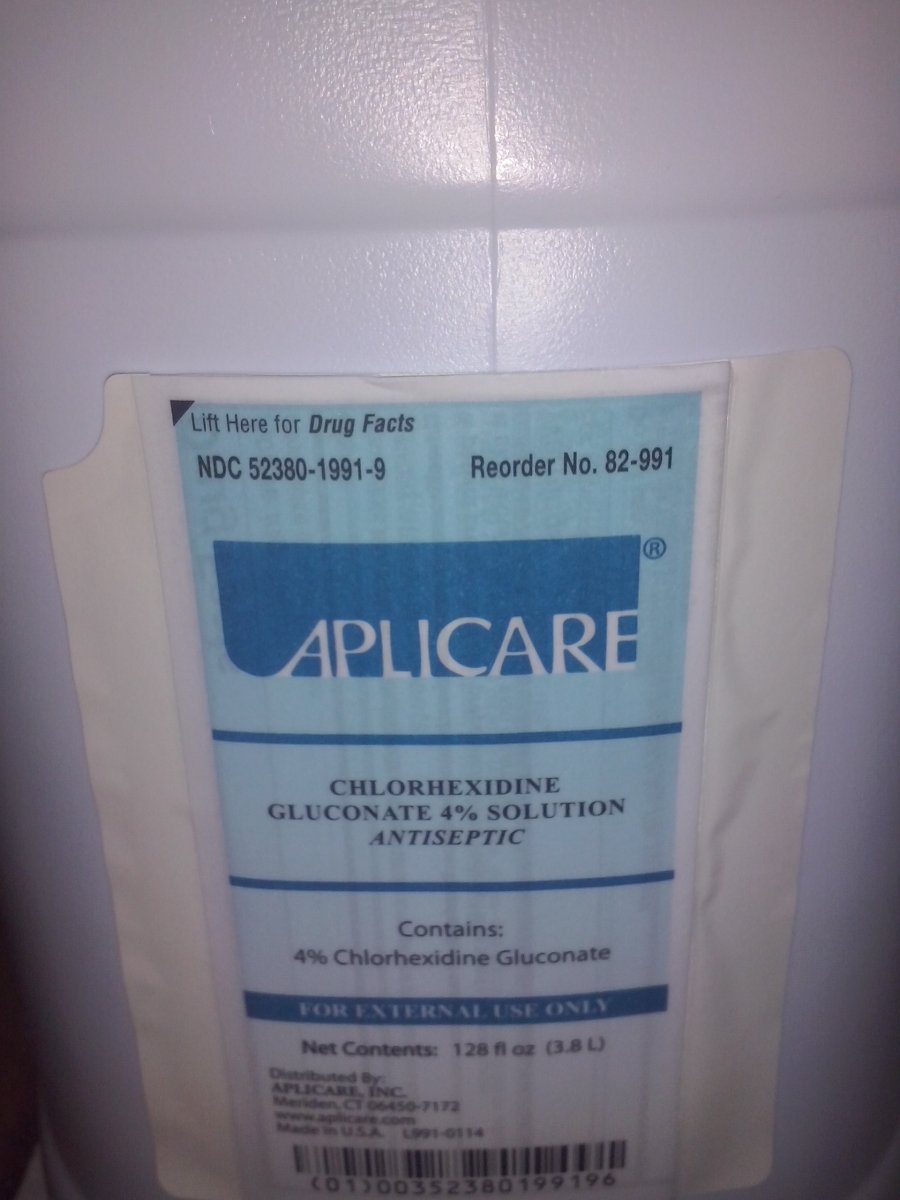 Lift Here for Drug Facts
NDC 52380-1991-9 Reorder No. 82-991
APLICARE®
CHLORHEXIDINE
GLUCONATE 4% SOLUTION
ANTISEPTIC
Contains:
4% Chlorhexidine Gluconate
FOR EXTERNAL USE ONLY
Net Contents: 128 fl oz (3.8 L)
Distributed By:
APLICARE, INC.
Meriden, CT 06450-7172
www.aplicare.com
Made in U.S.A. L991-0114
(01)00352380199196